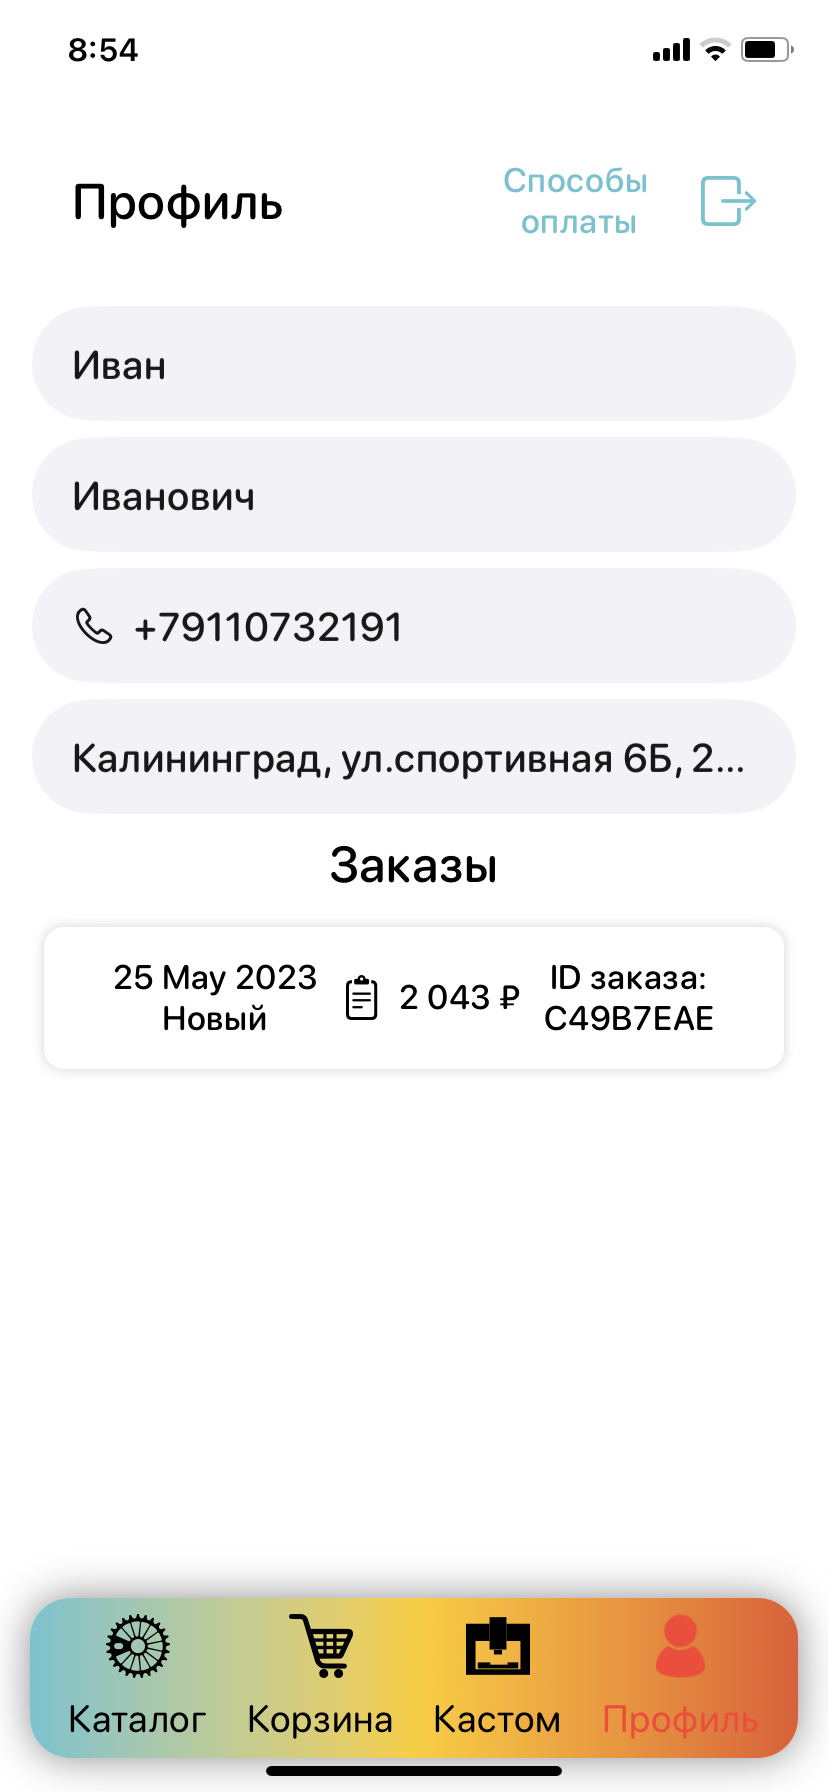 8:54
Профиль
Способы
оплаты
Иван
Иванович
+79110732191
Калининград, ул.спортивная 6Б, 2...
Заказы
25 May 2023
Новый
2 043 ₽
ID заказа:
C49B7EAE
Каталог
Корзина
Кастом
Профиль